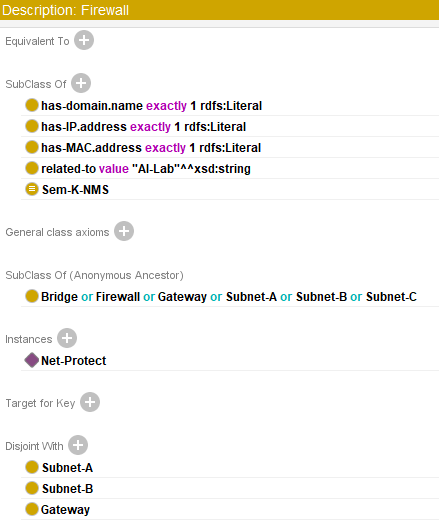 Description: Firewall
Equivalent To
SubClass Of
has-domain.name exactly 1 rdfs:Literal
has-IP.address exactly 1 rdfs:Literal
has-MAC.address exactly 1 rdfs:Literal
related-to value "AI-Lab"^^xsd:string
Sem-K-NMS
General class axioms
SubClass Of (Anonymous Ancestor)
Bridge or Firewall or Gateway or Subnet-A or Subnet-B or Subnet-C
Instances
Net-Protect
Target for Key
Disjoint With
Subnet-A
Subnet-B
Gateway